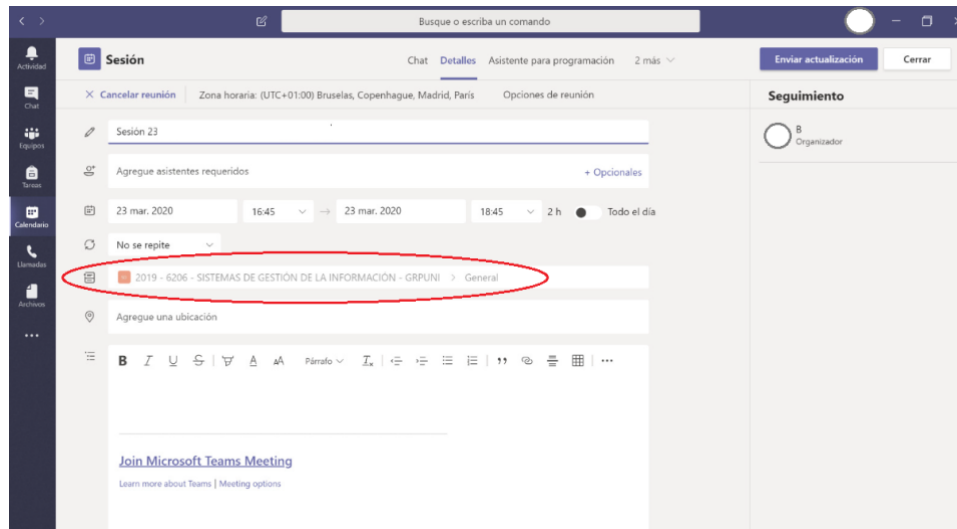 Busque o escriba un comando
Actividad
Chat
Equipos
Tareas
Calendario
Llamadas
Archivos
Sesión Chat Detalles Asistente para programación 2 más Enviar actualización Cerrar
Cancelar reunión Zona horaria: (UTC+01:00) Bruselas, Copenhague, Madrid, París Opciones de reunión
Seguimiento
B
Organizador
Sesión 23
Agregue asistentes requeridos + Opcionales
23 mar. 2020 16:45 → 23 mar. 2020 18:45 2 h Todo el día
No se repite
2019 - 6206 - SISTEMAS DE GESTIÓN DE LA INFORMACIÓN - GRPUNI > General
Agregue una ubicación
B I U S A AA Párrafo Ix
Join Microsoft Teams Meeting
Learn more about Teams | Meeting options